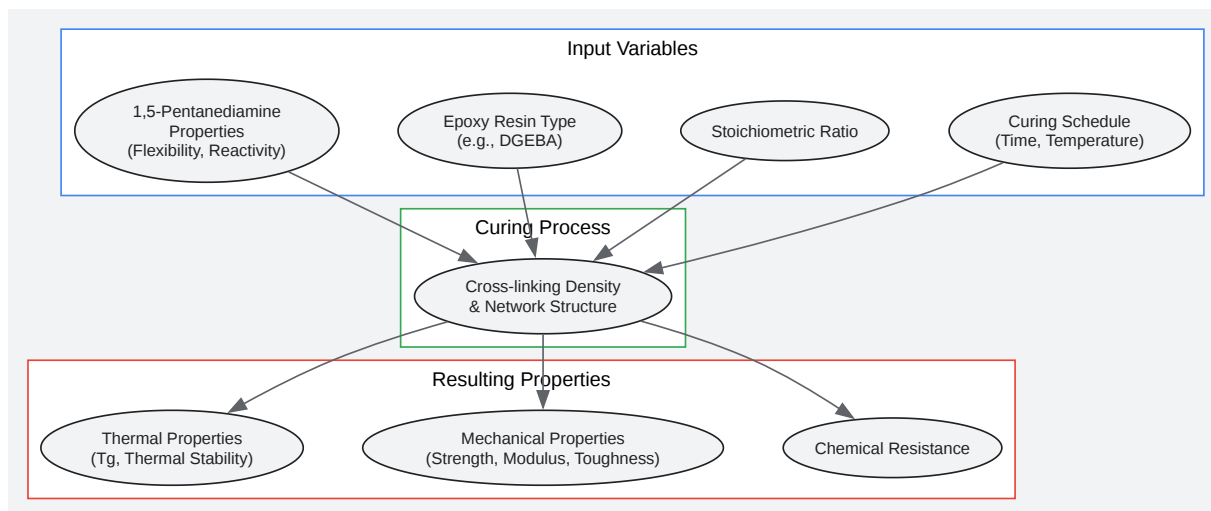 Input Variables
1,5-Pentanediamine
Properties
(Flexibility, Reactivity)
Epoxy Resin Type
(e.g., DGEBA)
Stoichiometric Ratio
Curing Schedule
(Time, Temperature)
Curing Process
Cross-linking Density
& Network Structure
Resulting Properties
Thermal Properties
(Tg, Thermal Stability)
Mechanical Properties
(Strength, Modulus, Toughness)
Chemical Resistance